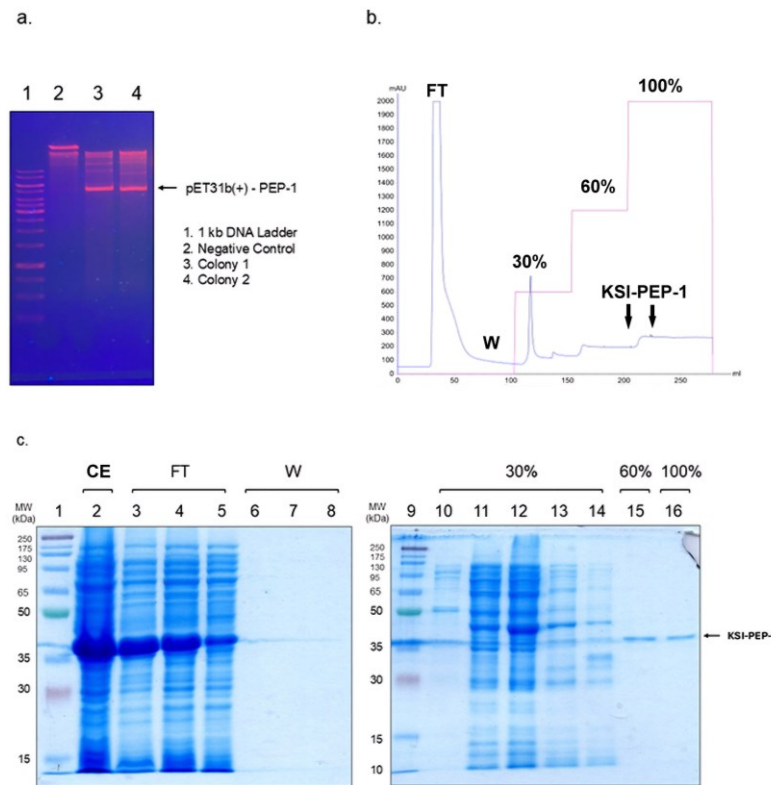 a.
1 2 3 4
pET31b(+) - PEP-1
1. 1 kb DNA Ladder
2. Negative Control
3. Colony 1
4. Colony 2
b.
mAU
FT
100%
60%
30%
KSI-PEP-1
W
2000
1900
1800
1700
1600
1500
1400
1300
1200
1100
1000
900
800
700
600
500
400
300
200
100
0
0 50 100 150 200 250 ml
c.
CE FT W
MW (kDa) 1 2 3 4 5 6 7 8
250
175
130
95
65
50
35
30
15
30% 60% 100%
MW (kDa) 9 10 11 12 13 14 15 16
250
175
130
95
65
50
35
30
15
10
KSI-PEP-